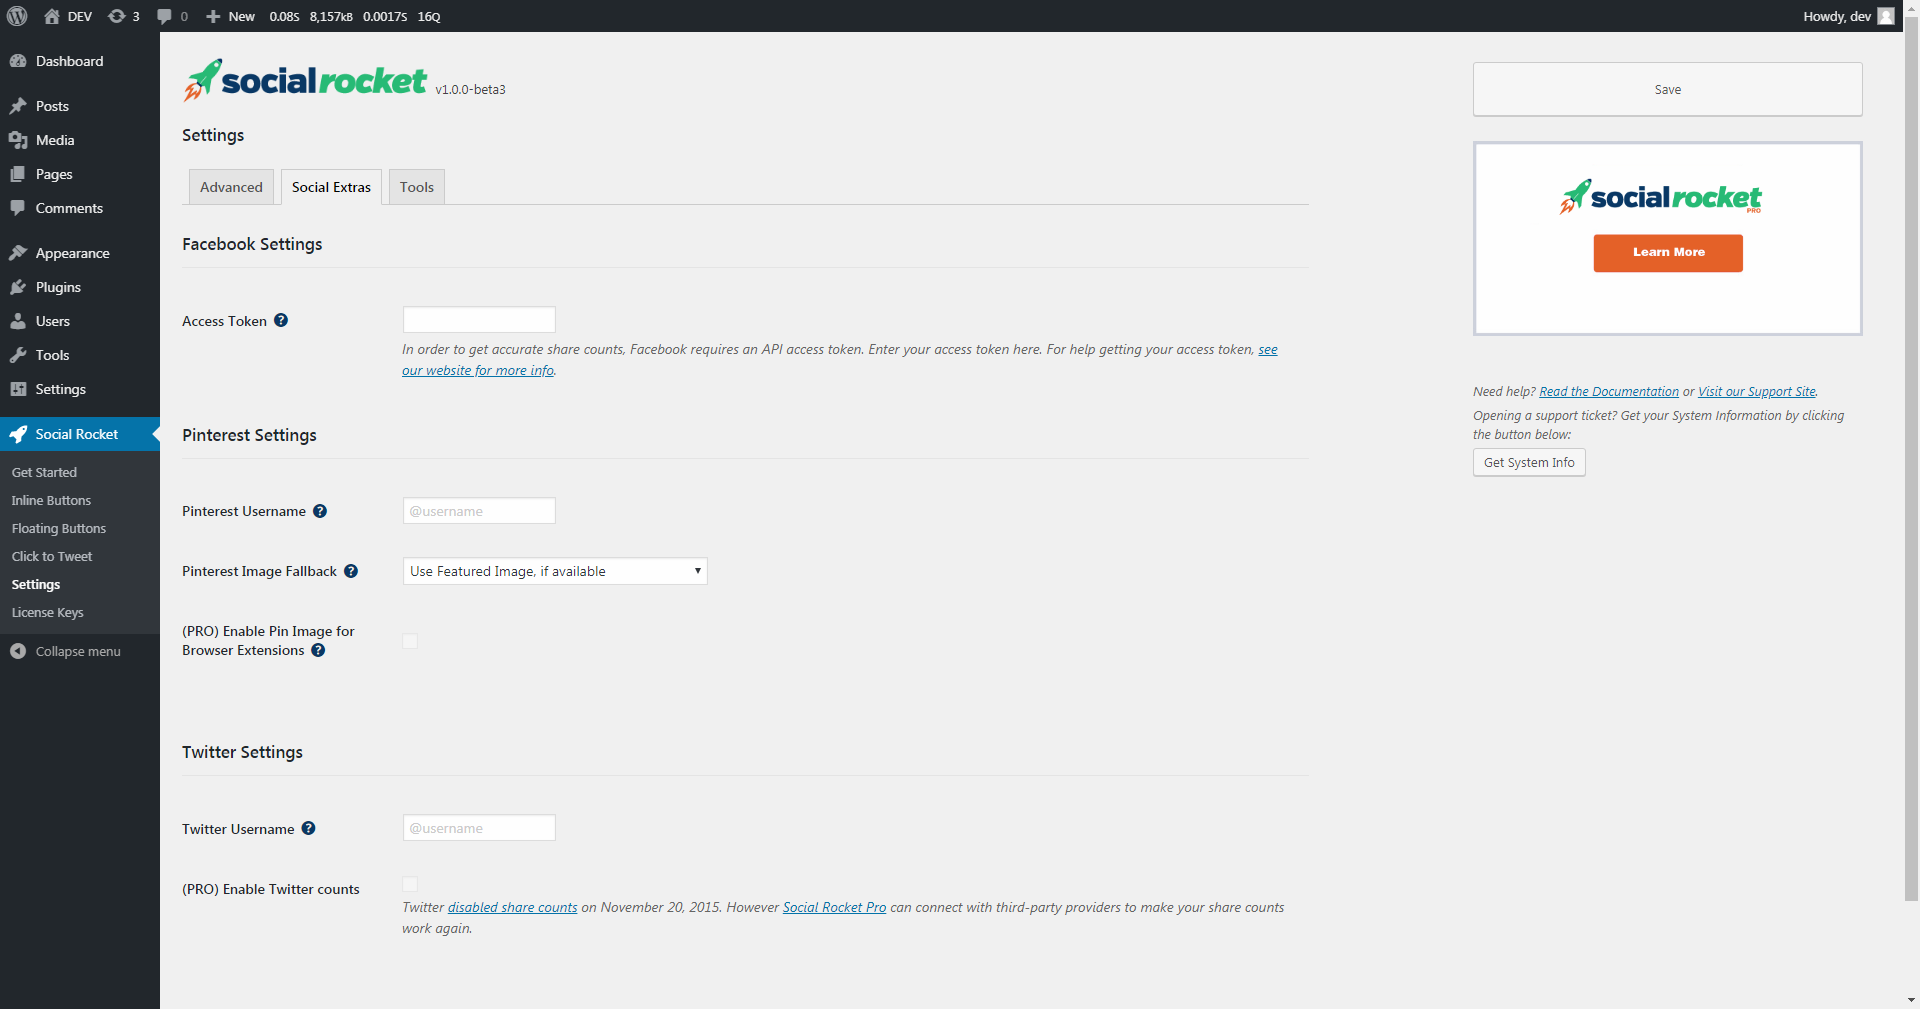 DEV 3 0 New 0.08s 8,157KB 0.0017s 16Q Howdy, dev
Dashboard
Posts
Media
Pages
Comments
Appearance
Plugins
Users
Tools
Settings
Social Rocket
Get Started
Inline Buttons
Floating Buttons
Click to Tweet
Settings
License Keys
Collapse menu
socialrocket v1.0.0-beta3
Settings
Advanced Social Extras Tools
Facebook Settings
Access Token ?
In order to get accurate share counts, Facebook requires an API access token. Enter your access token here. For help getting your access token, see
our website for more info.
Pinterest Settings
Pinterest Username ? @username
Pinterest Image Fallback ? Use Featured Image, if available
(PRO) Enable Pin Image for
Browser Extensions ?
Twitter Settings
Twitter Username ? @username
(PRO) Enable Twitter counts
Twitter disabled share counts on November 20, 2015. However Social Rocket Pro can connect with third-party providers to make your share counts
work again.
Save
socialrocket PRO
Learn More
Need help? Read the Documentation or Visit our Support Site.
Opening a support ticket? Get your System Information by clicking
the button below:
Get System Info